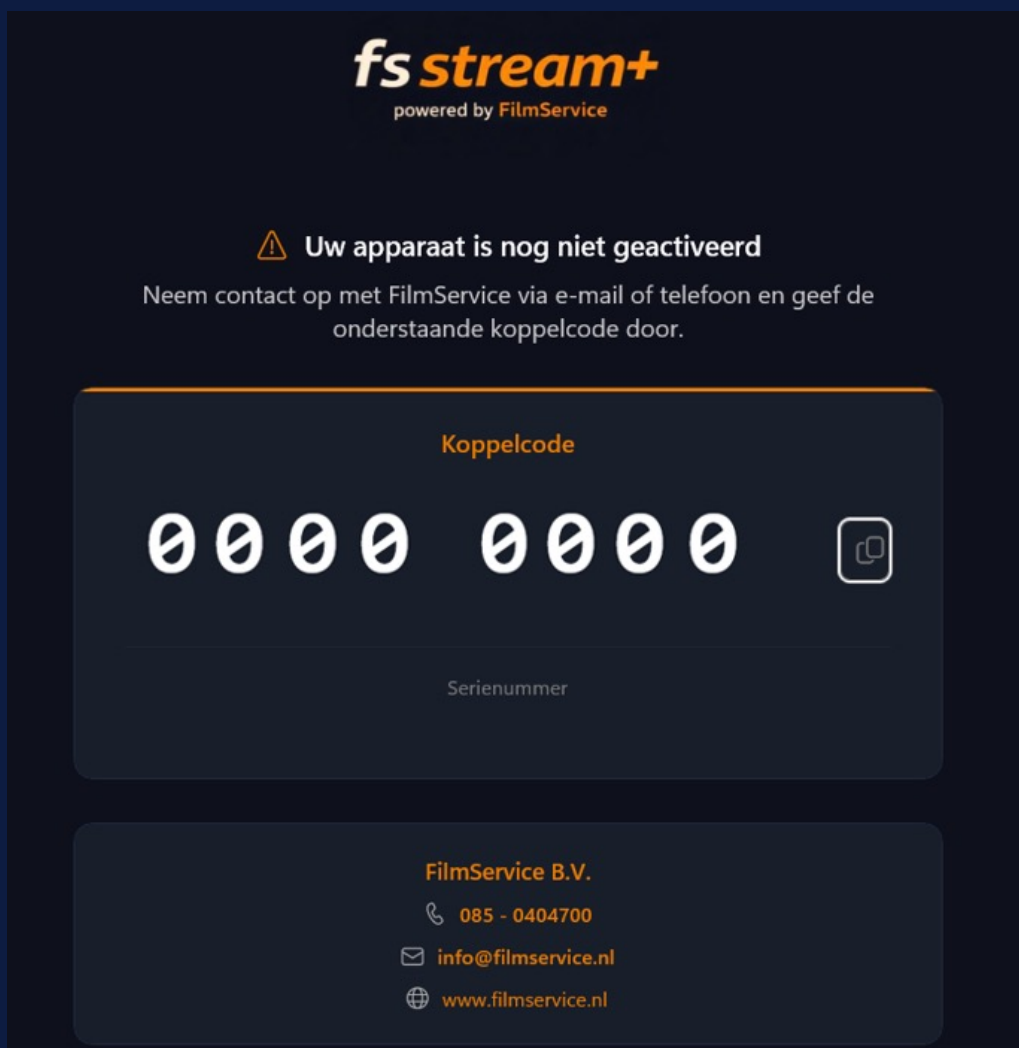 fs stream+
powered by FilmService
Uw apparaat is nog niet geactiveerd
Neem contact op met FilmService via e-mail of telefoon en geef de
onderstaande koppelcode door.
Koppelcode
0000 0000
Serienummer
FilmService B.V.
085 - 0404700
info@filmservice.nl
www.filmservice.nl